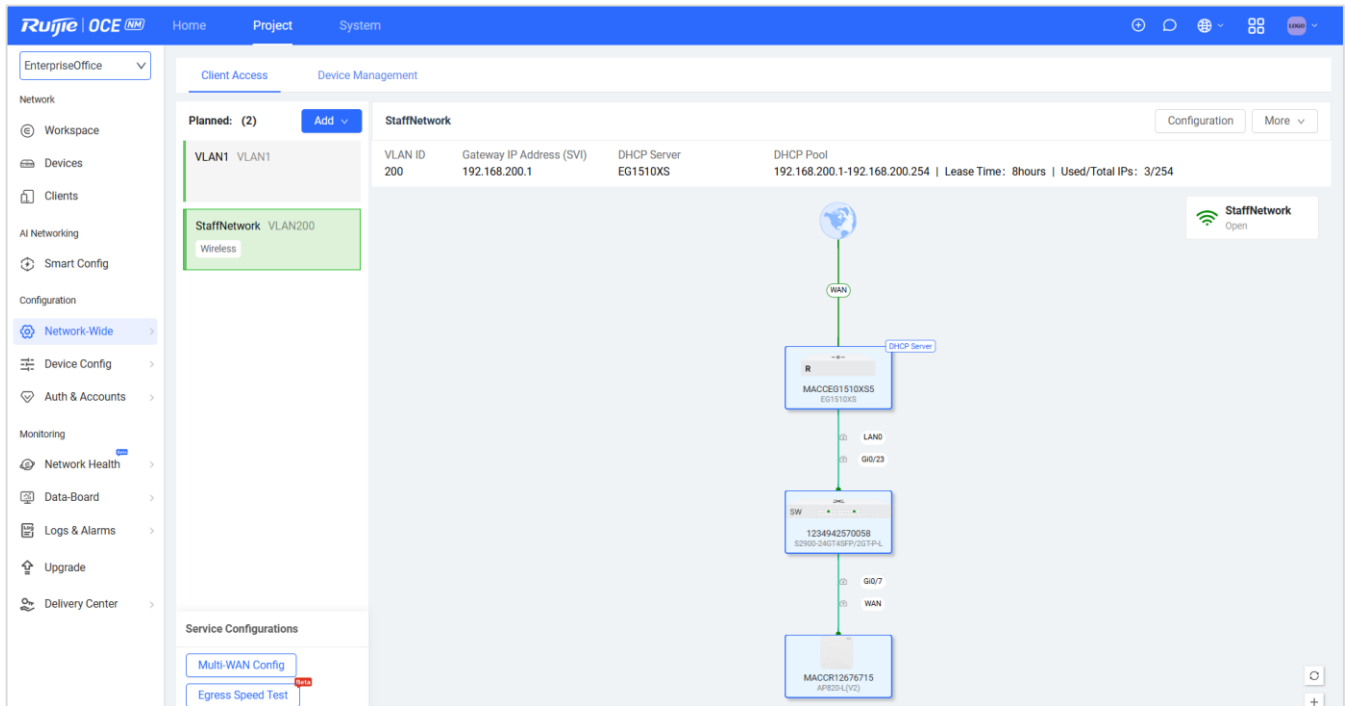 Ruijie | OCE NM Home Project System LOGO
EnterpriseOffice
Network
Workspace
Devices
Clients
AI Networking
Smart Config
Configuration
Network-Wide
Device Config
Auth & Accounts
Monitoring
Beta
Network Health
Data-Board
Logs & Alarms
Upgrade
Delivery Center
Client Access Device Management
Planned: (2) Add
VLAN1 VLAN1
StaffNetwork VLAN200
Wireless
Service Configurations
Multi-WAN Config
Beta
Egress Speed Test
StaffNetwork Configuration More
VLAN ID Gateway IP Address (SVI) DHCP Server DHCP Pool
200 192.168.200.1 EG1510XS 192.168.200.1-192.168.200.254 | Lease Time: 8hours | Used/Total IPs: 3/254
StaffNetwork
Open
WAN
DHCP Server
R
MACCEG1510XS5
EG1510XS
LAN0
Gi0/23
SW
1234942570058
S2900-24GT4SFP/2GT-P-L
Gi0/7
WAN
MACCR12676715
AP820-L(V2)